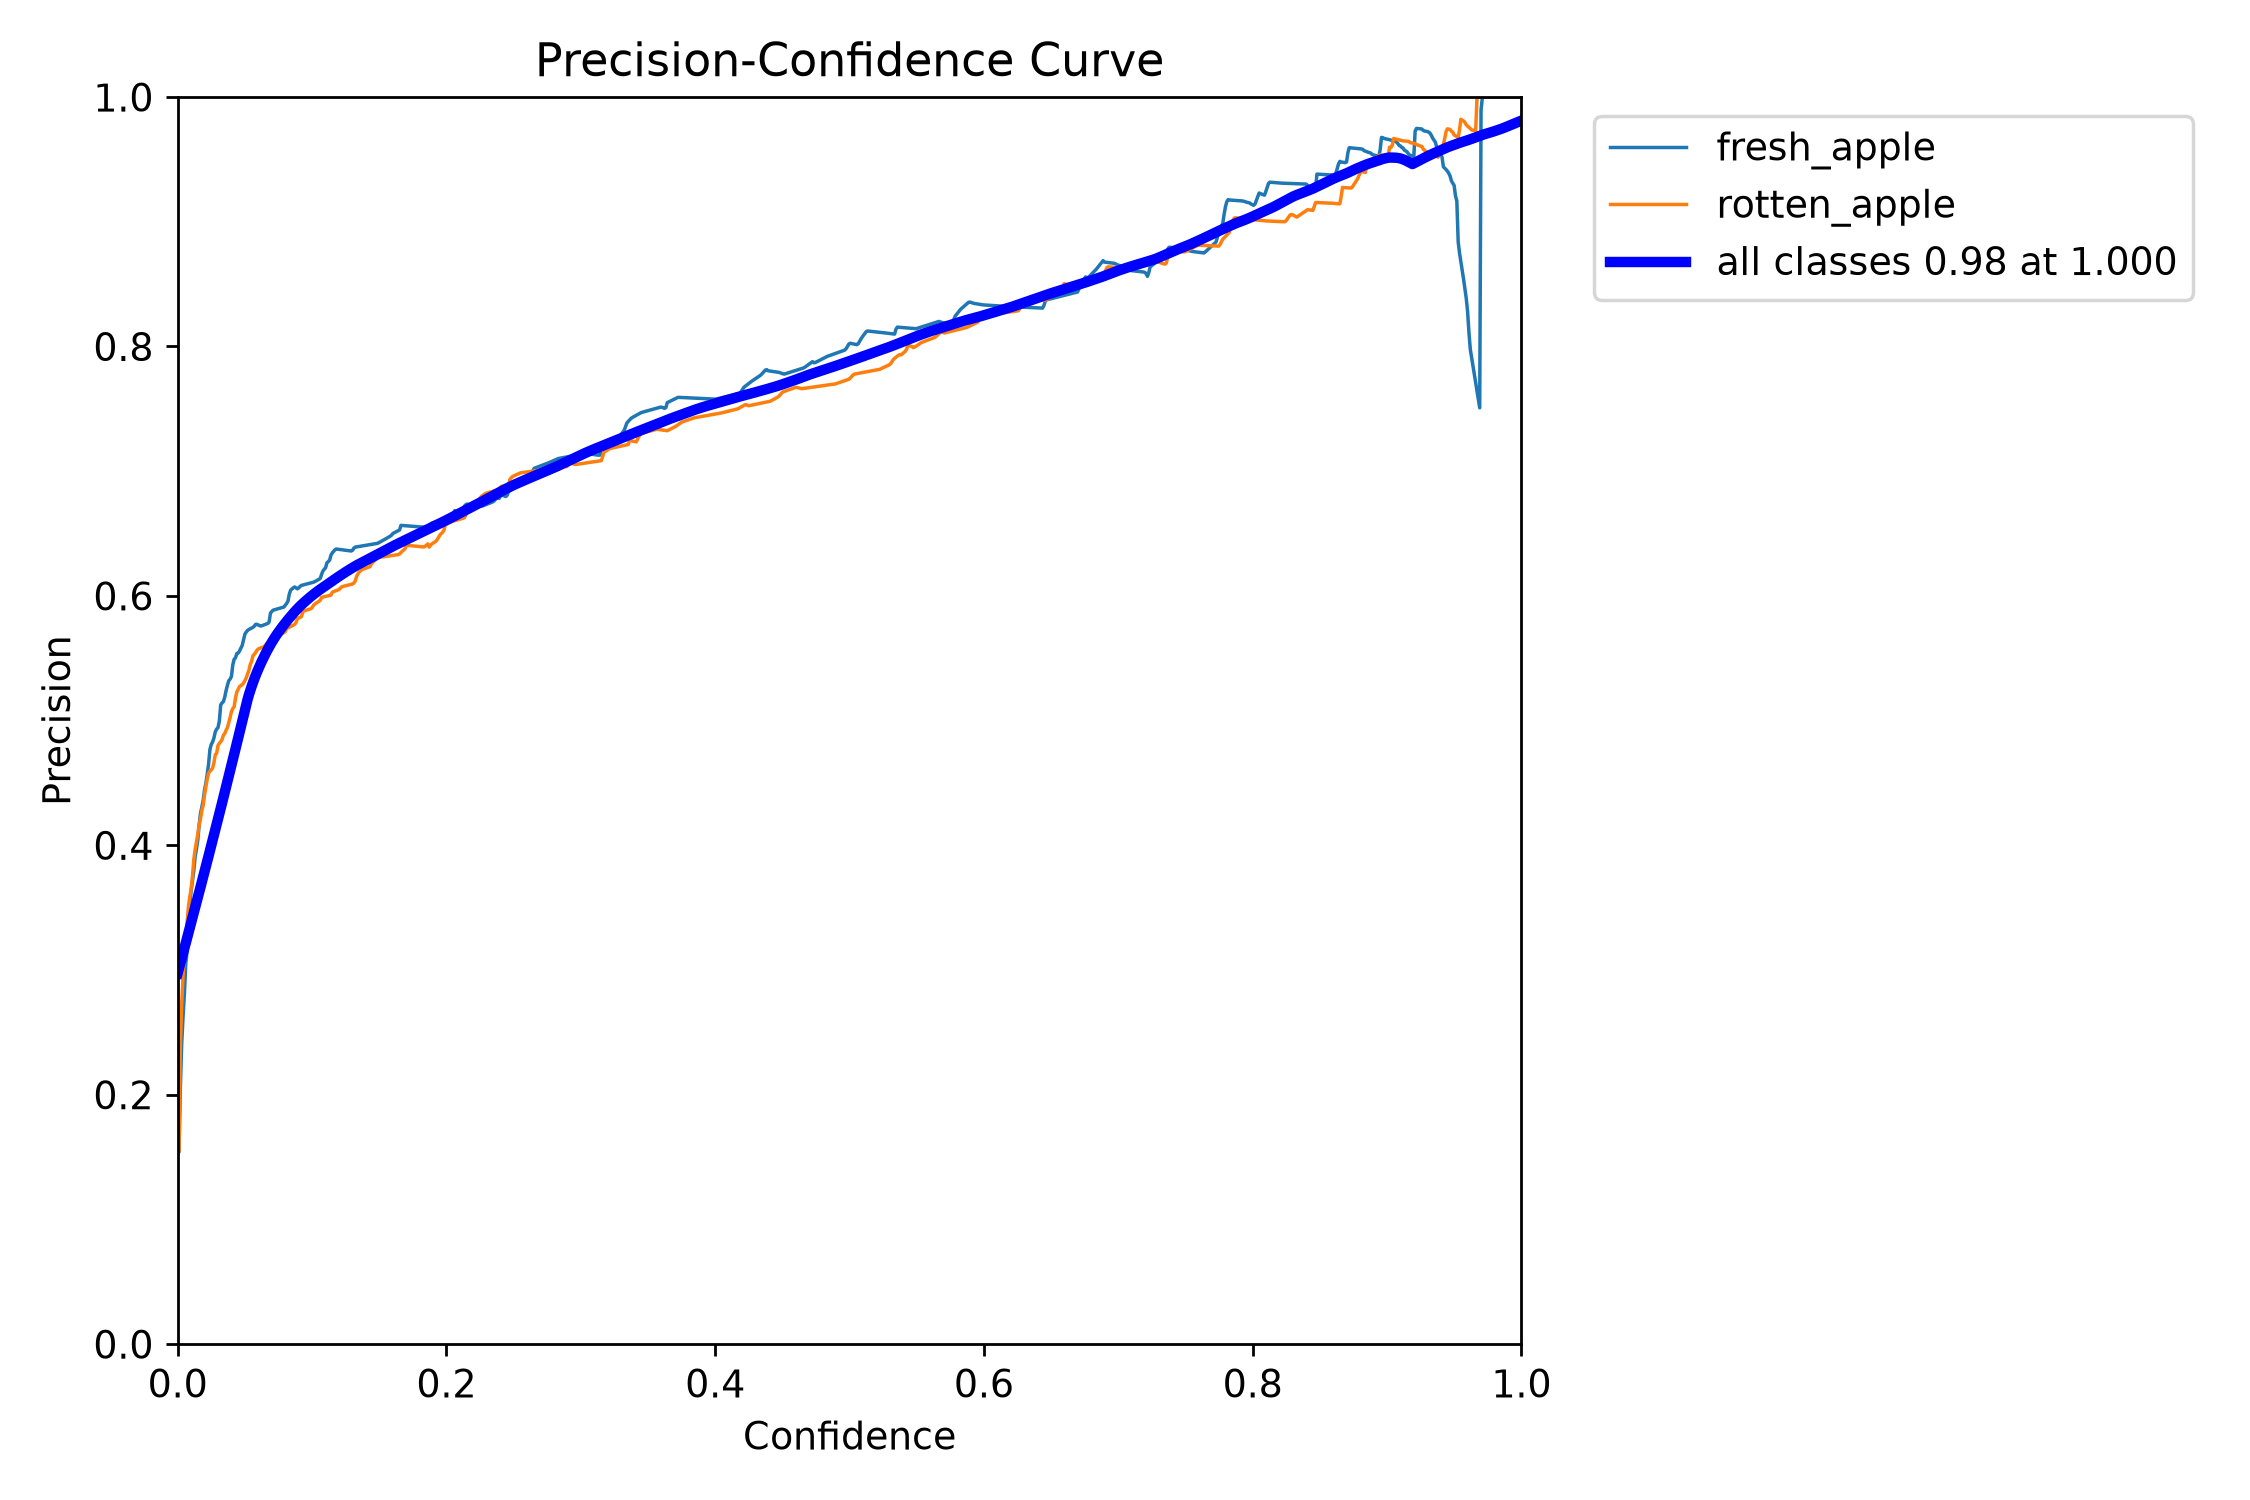 Precision-Confidence Curve
1.0
0.8
0.6
0.4
0.2
0.0
Precision
0.0 0.2 0.4 0.6 0.8 1.0
Confidence
fresh_apple
rotten_apple
all classes 0.98 at 1.000